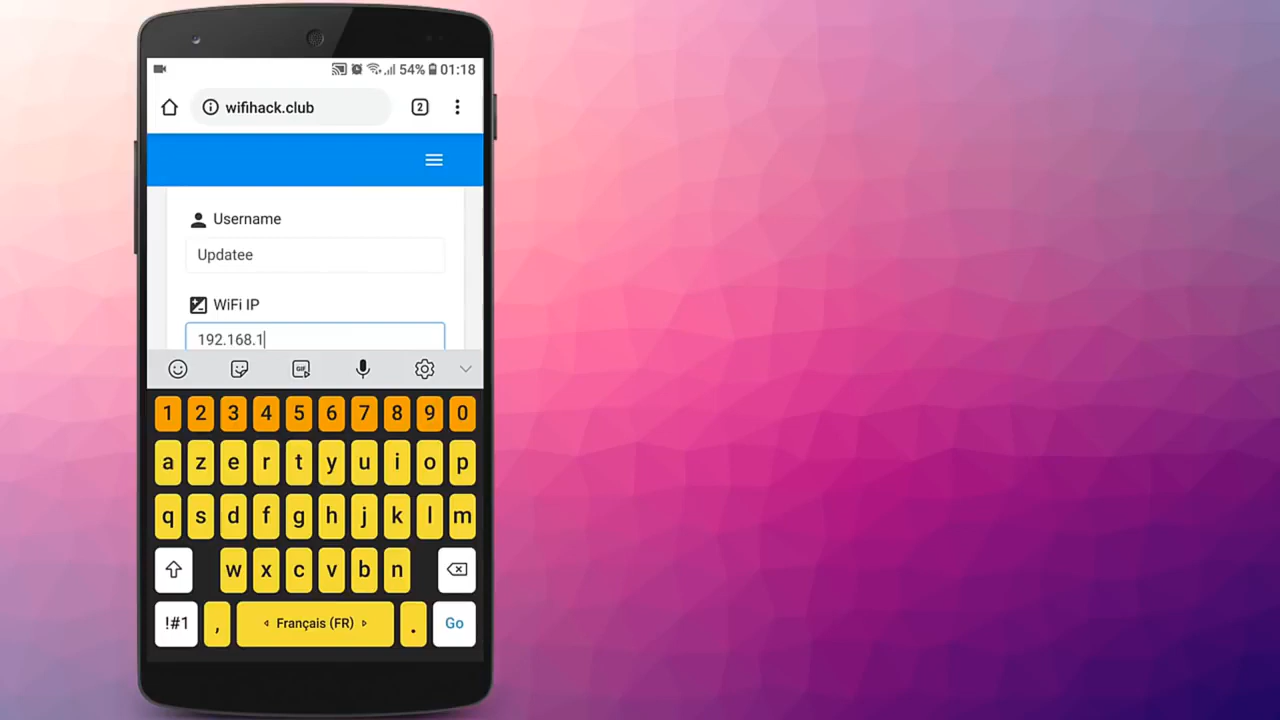 54% 01:18
wifihack.club
2
Username
Updatee
WiFi IP
192.168.1
GIF
1 2 3 4 5 6 7 8 9 0
a z e r t y u i o p
q s d f g h j k l m
w x c v b n
!#1 , Français (FR) . Go